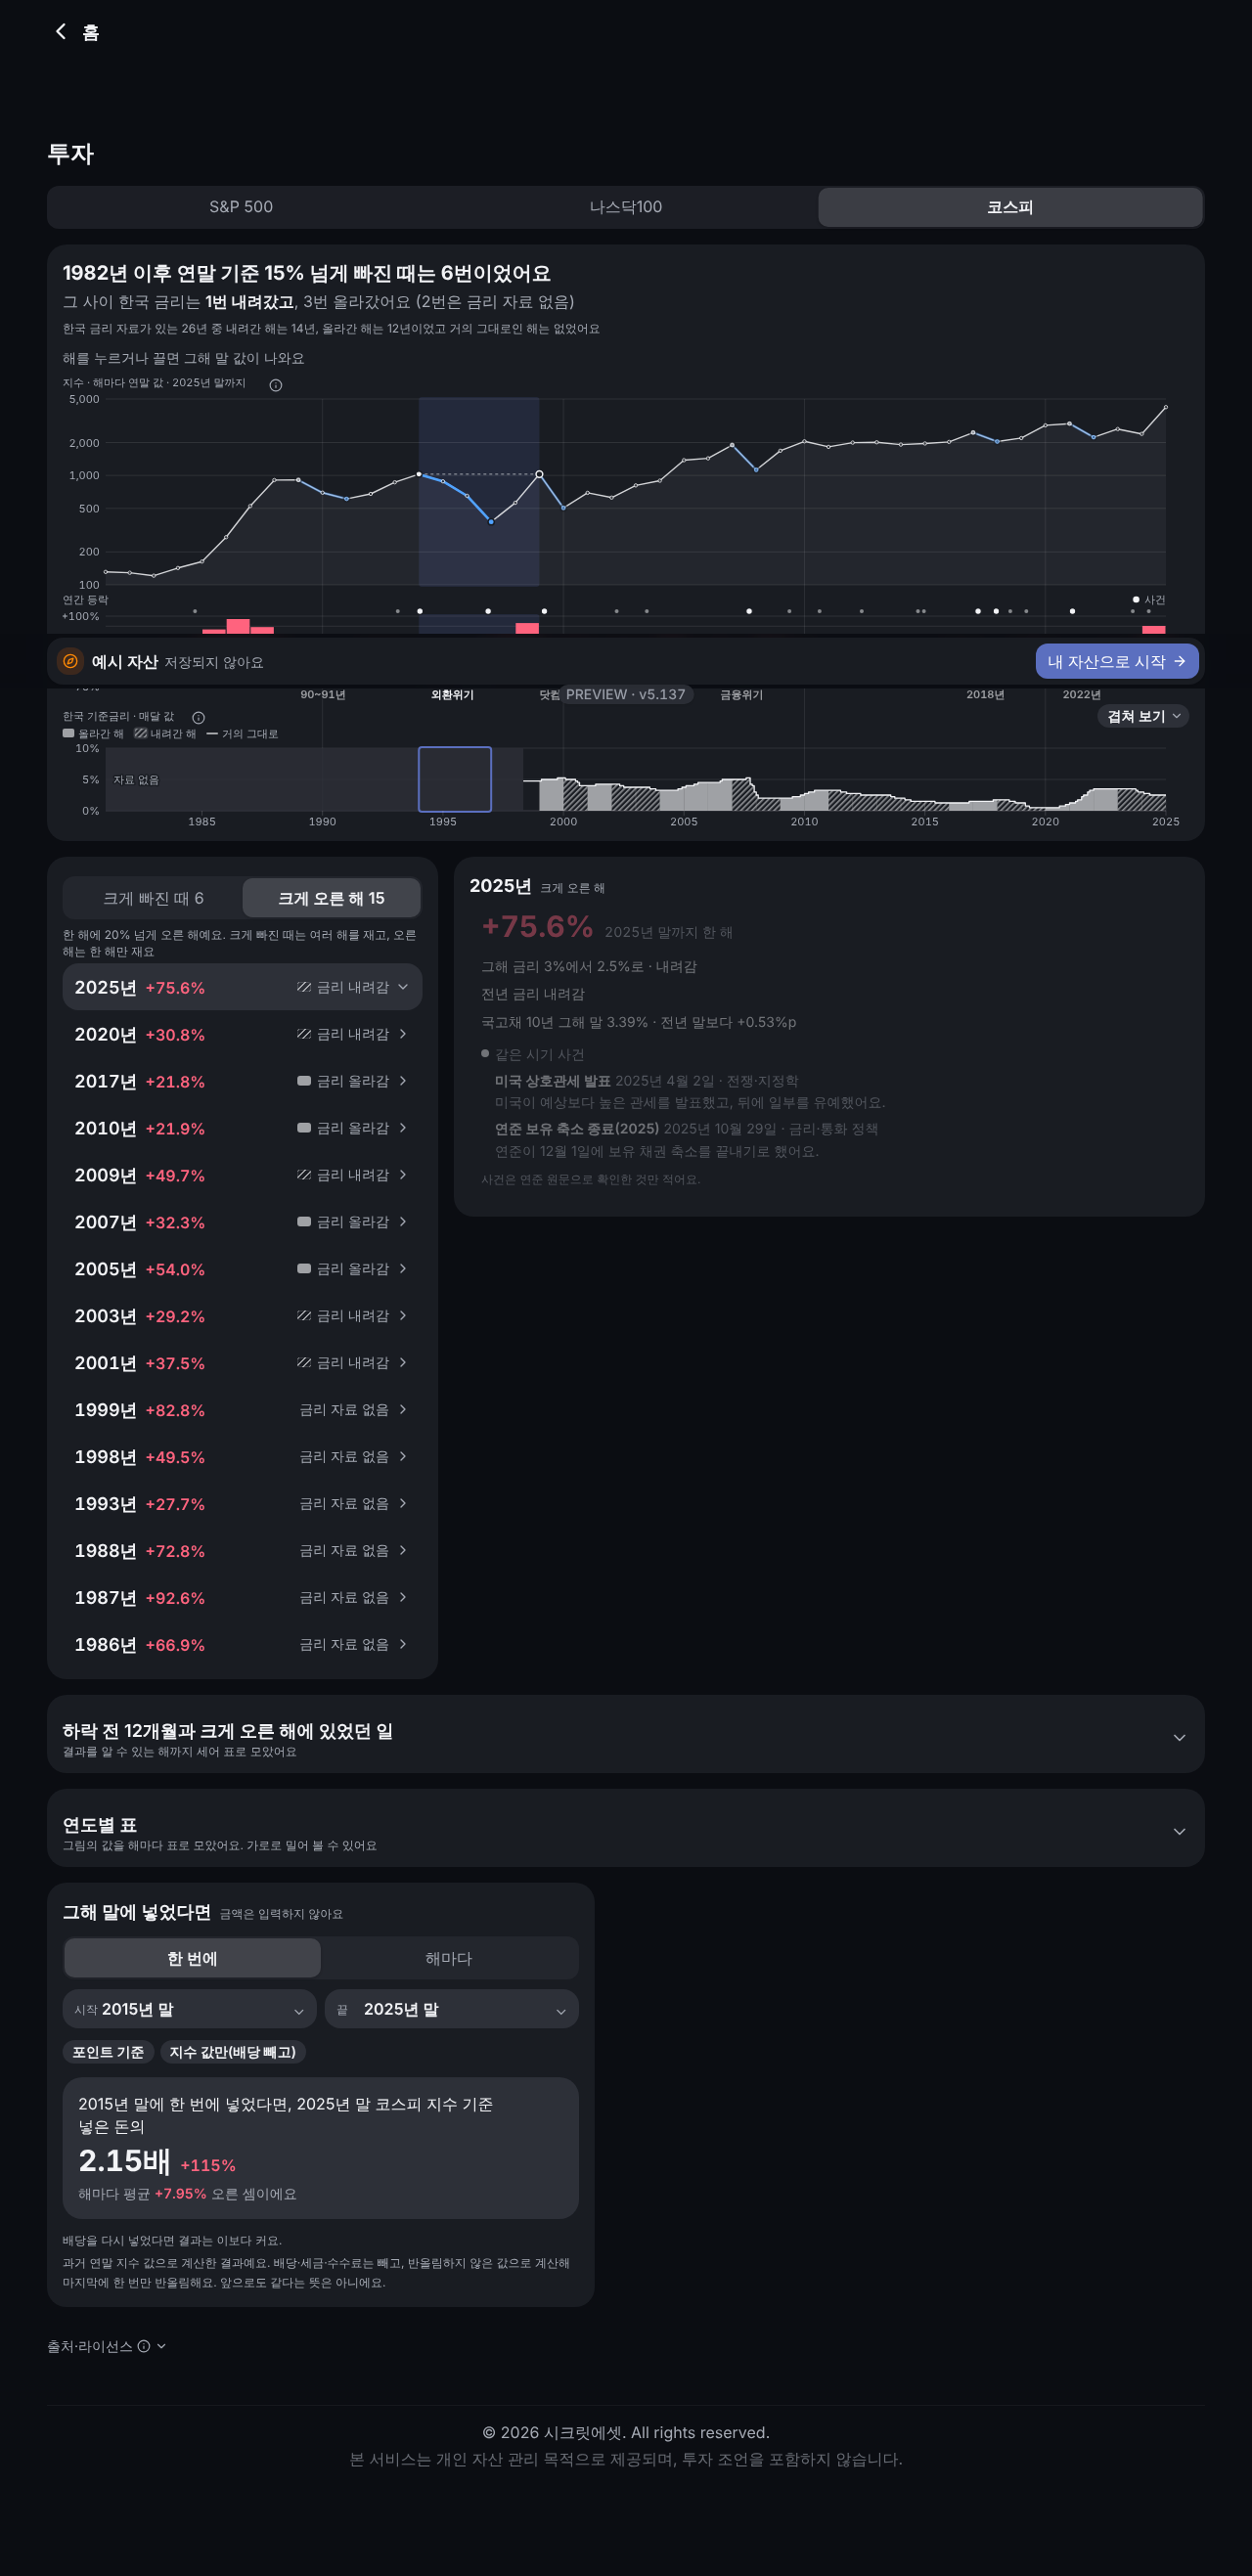 홈
투자
S&P 500
나스닥100
코스피
1982년 이후 연말 기준 15% 넘게 빠진 때는 6번이었어요
그 사이 한국 금리는 1번 내려갔고, 3번 올라갔어요 (2번은 금리 자료 없음)
한국 금리 자료가 있는 26년 중 내려간 해는 14년, 올라간 해는 12년이었고 거의 그대로인 해는 없었어요
해를 누르거나 끌면 그해 말 값이 나와요
지수 · 해마다 연말 값 · 2025년 말까지
5,000
2,000
1,000
500
200
100
연간 등락
사건
+100%
예시 자산 저장되지 않아요
내 자산으로 시작
90~91년
외환위기
닷컴
PREVIEW · v5.137
금융위기
2018년
2022년
한국 기준금리 · 매달 값
겹쳐 보기
올라간 해
내려간 해
거의 그대로
10%
5%
자료 없음
0%
1985
1990
1995
2000
2005
2010
2015
2020
2025
크게 빠진 때 6
크게 오른 해 15
한 해에 20% 넘게 오른 해예요. 크게 빠진 때는 여러 해를 재고, 오른
해는 한 해만 재요
2025년 +75.6% 금리 내려감
2020년 +30.8% 금리 내려감
2017년 +21.8% 금리 올라감
2010년 +21.9% 금리 올라감
2009년 +49.7% 금리 내려감
2007년 +32.3% 금리 올라감
2005년 +54.0% 금리 올라감
2003년 +29.2% 금리 내려감
2001년 +37.5% 금리 내려감
1999년 +82.8% 금리 자료 없음
1998년 +49.5% 금리 자료 없음
1993년 +27.7% 금리 자료 없음
1988년 +72.8% 금리 자료 없음
1987년 +92.6% 금리 자료 없음
1986년 +66.9% 금리 자료 없음
2025년 크게 오른 해
+75.6% 2025년 말까지 한 해
그해 금리 3%에서 2.5%로 · 내려감
전년 금리 내려감
국고채 10년 그해 말 3.39% · 전년 말보다 +0.53%p
같은 시기 사건
미국 상호관세 발표 2025년 4월 2일 · 전쟁·지정학
미국이 예상보다 높은 관세를 발표했고, 뒤에 일부를 유예했어요.
연준 보유 축소 종료(2025) 2025년 10월 29일 · 금리·통화 정책
연준이 12월 1일에 보유 채권 축소를 끝내기로 했어요.
사건은 연준 원문으로 확인한 것만 적어요.
하락 전 12개월과 크게 오른 해에 있었던 일
결과를 알 수 있는 해까지 세어 표로 모았어요
연도별 표
그림의 값을 해마다 표로 모았어요. 가로로 밀어 볼 수 있어요
그해 말에 넣었다면 금액은 입력하지 않아요
한 번에
해마다
시작 2015년 말
끝 2025년 말
포인트 기준
지수 값만(배당 빼고)
2015년 말에 한 번에 넣었다면, 2025년 말 코스피 지수 기준
넣은 돈의
2.15배 +115%
해마다 평균 +7.95% 오른 셈이에요
배당을 다시 넣었다면 결과는 이보다 커요.
과거 연말 지수 값으로 계산한 결과예요. 배당·세금·수수료는 빼고, 반올림하지 않은 값으로 계산해
마지막에 한 번만 반올림해요. 앞으로도 같다는 뜻은 아니에요.
출처·라이선스
© 2026 시크릿에셋. All rights reserved.
본 서비스는 개인 자산 관리 목적으로 제공되며, 투자 조언을 포함하지 않습니다.